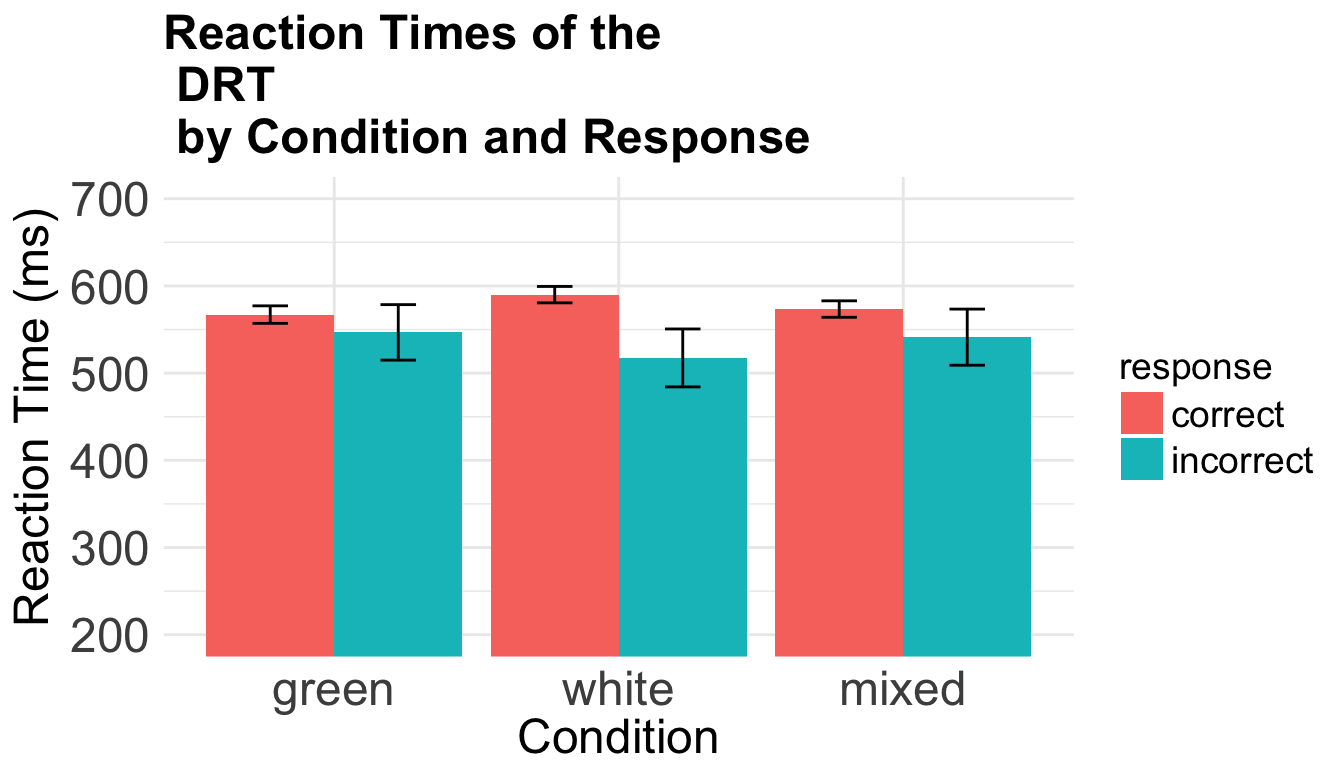 Reaction Times of the
DRT
by Condition and Response
700
600
500
400
300
200
Reaction Time (ms)
green white mixed
Condition
response
correct
incorrect